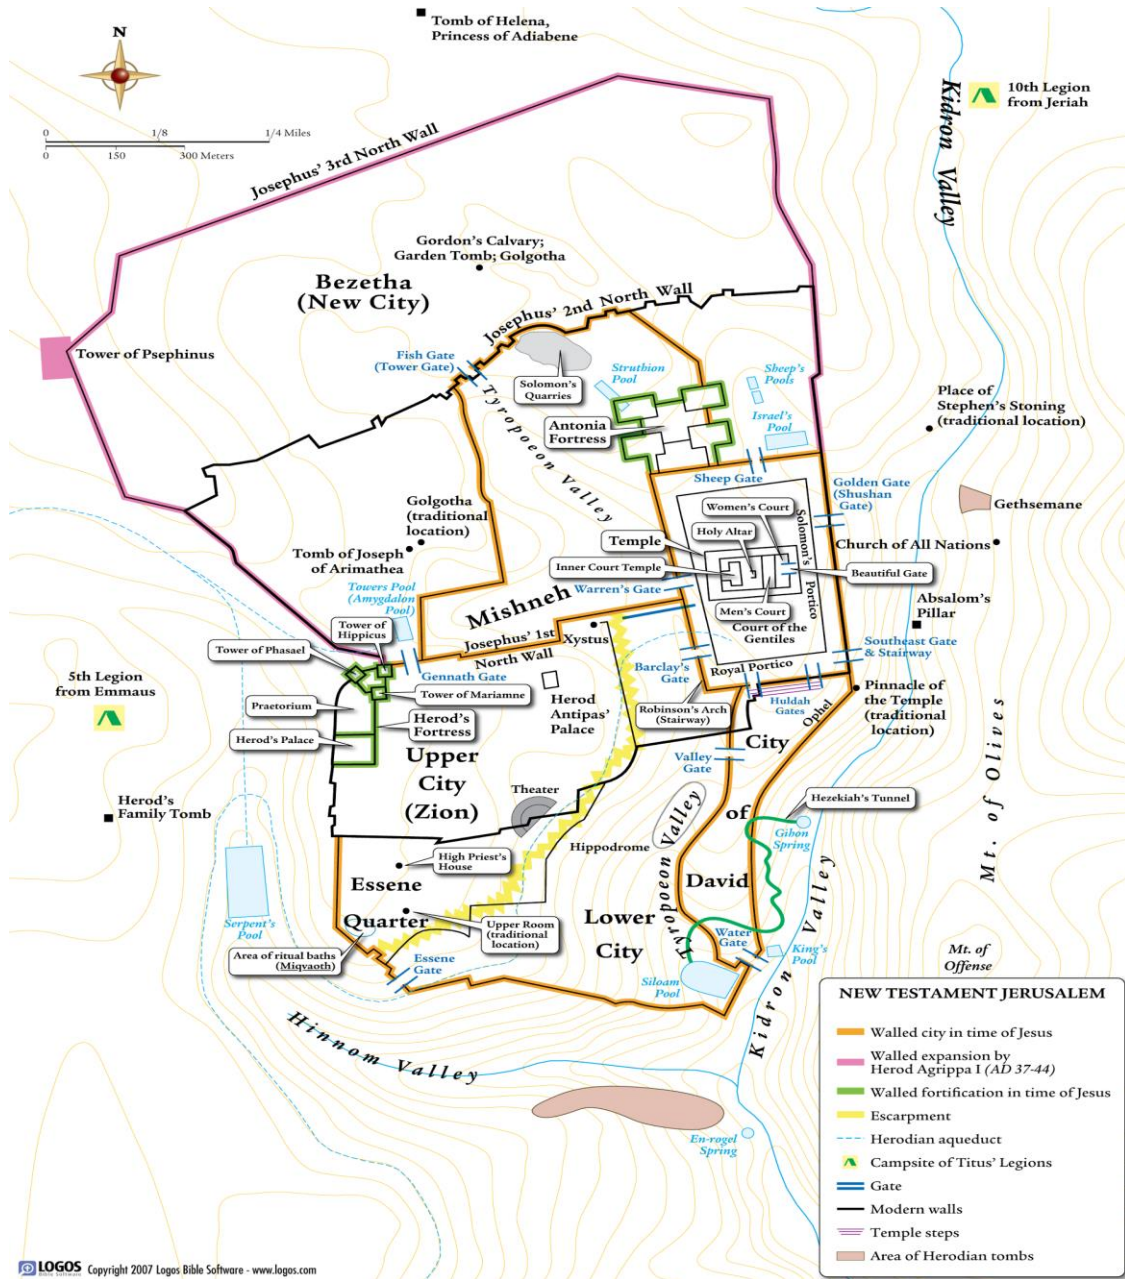 Tomb of Helena,
Princess of Adiabene
N
0
1/8
1/4 Miles
0
150
300 Meters
10th Legion
from Jeriah
Kidron Valley
Josephus' 3rd North Wall
Gordon's Calvary;
Garden Tomb; Golgotha
Bezetha
(New City)
Josephus' 2nd North Wall
Tower of Psephinus
Fish Gate
(Tower Gate)
Solomon's
Quarries
Struthion
Pool
Sheep's
Pools
Israel's
Pool
Place of
Stephen's Stoning
(traditional location)
Tyropoeon Valley
Antonia
Fortress
Sheep Gate
Golden Gate
(Shushan
Gate)
Gethsemane
Golgotha
(traditional
location)
Women's Court
Holy Altar
Solomon's Portico
Temple
Inner Court Temple
Church of All Nations
Beautiful Gate
Tomb of Joseph
of Arimathea
Towers Pool
(Amygdalon
Pool)
Warren's Gate
Men's Court
Court of the
Gentiles
Absalom's
Pillar
Mishneh
Tower of
Hippicus
Josephus' 1st
North Wall
Xystus
Tower of Phasael
Gennath Gate
Barclay's
Gate
Royal Portico
Southeast Gate
& Stairway
5th Legion
from Emmaus
Tower of Mariamne
Praetorium
Herod's
Fortress
Herod's Palace
Herod
Antipas'
Palace
Robinson's Arch
(Stairway)
Huldah
Gates
Ophel
Pinnacle of
the Temple
(traditional
location)
Upper
City
(Zion)
Valley
Gate
City
of
David
Mt. of Olives
Herod's
Family Tomb
Theater
Hippodrome
Tyropoeon Valley
Hezekiah's Tunnel
Gihon
Spring
High Priest's
House
Essene
Quarter
Upper Room
(traditional
location)
Lower
City
Serpent's
Pool
Area of ritual baths
(Miqvaoth)
Essene
Gate
Water
Gate
King's
Pool
Siloam
Pool
Kidron Valley
Mt. of
Offense
Hinnom Valley
En-rogel
Spring
NEW TESTAMENT JERUSALEM
Walled city in time of Jesus
Walled expansion by
Herod Agrippa I (AD 37-44)
Walled fortification in time of Jesus
Escarpment
Herodian aqueduct
Campsite of Titus' Legions
Gate
Modern walls
Temple steps
Area of Herodian tombs
LOGOS
Bible Software
Copyright 2007 Logos Bible Software - www.logos.com